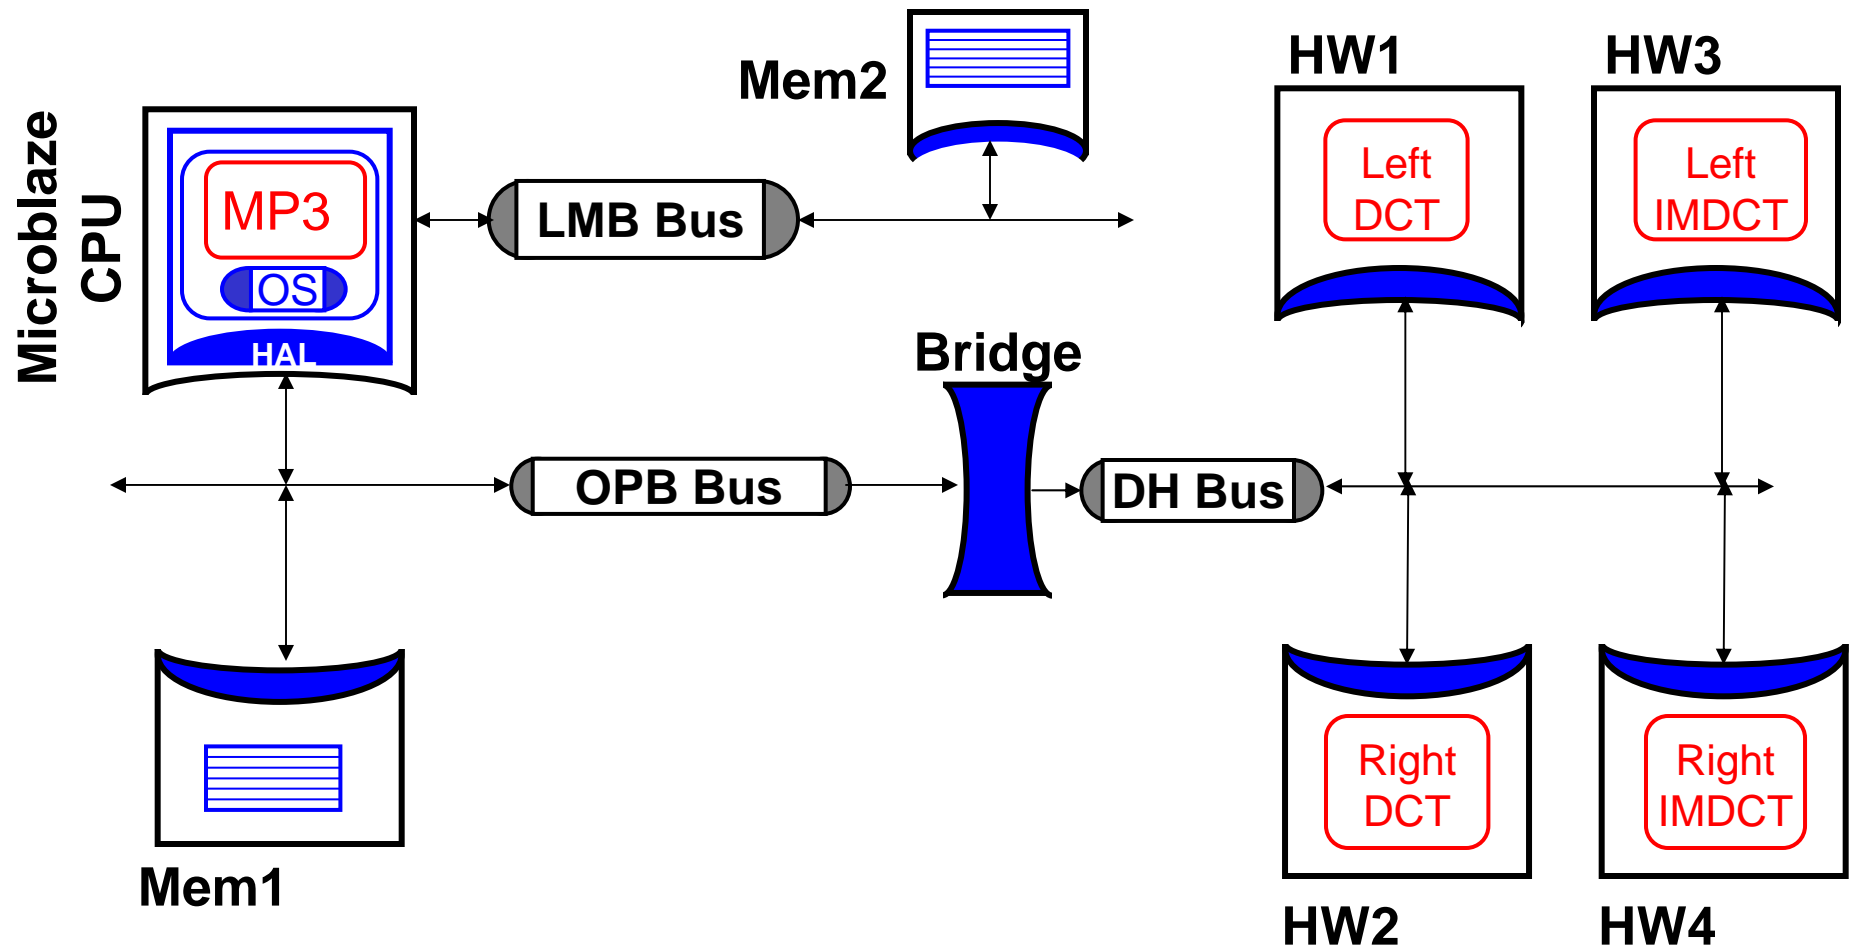 Microblaze
CPU
MP3
OS
HAL
LMB Bus
Mem2
HW1
Left
DCT
HW3
Left
IMDCT
Bridge
OPB Bus
DH Bus
Mem1
Right
DCT
HW2
Right
IMDCT
HW4